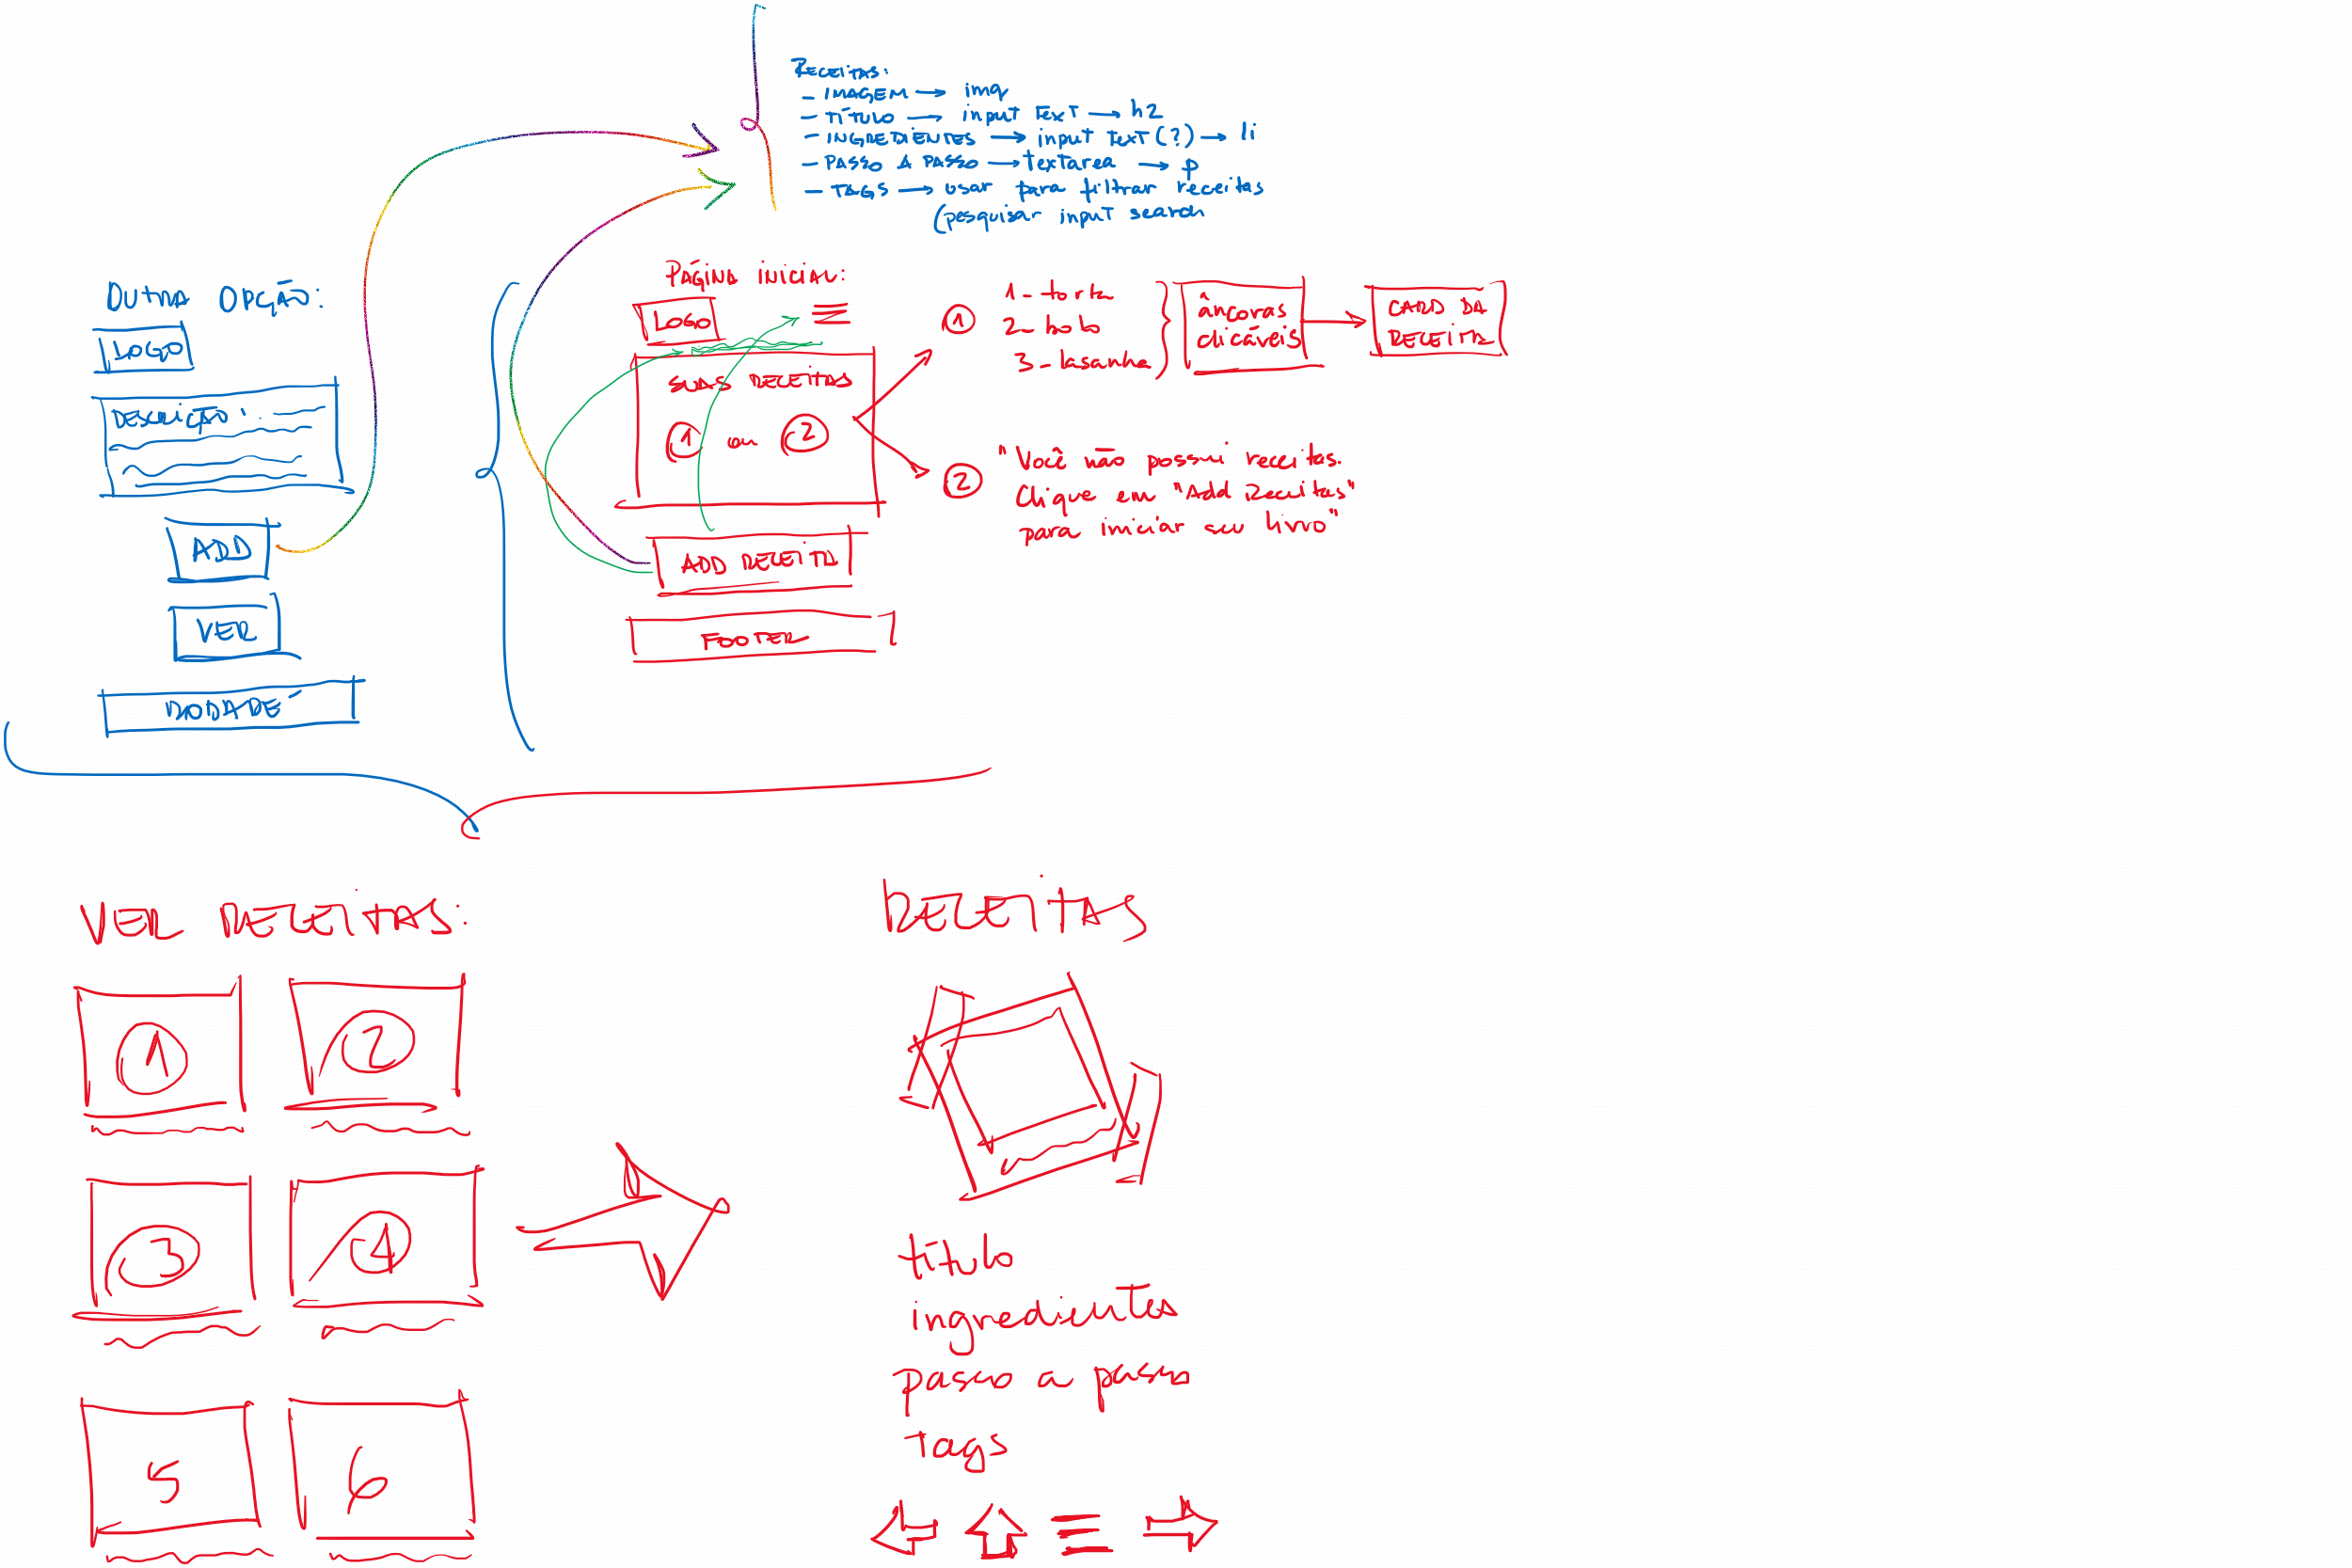 RECEITAS:
- IMAGEM → img
- TÍTULO → input TEXT → h2
- INGREDIENTES → input TEXT (?) → li
- PASSO A PASSO → textarea → p
- TAGS → usar para filtrar receitas
(pesquisar input search
OUTRA OPÇÃO:
LOGO
DESCRIÇÃO:
ADD
VER
RODAPÉ
PÁGINA INICIAL:
LOGO
SUAS RECEITAS
1 ou 2
ADD RECEITA
FOOTER
1
1- torta
2- bolo
3- lasanha
âncoras
clicáveis
CARD DA
RECEITA
2
"Você não possui receitas.
Clique em "Add Receitas"
para iniciar seu livro"
VER RECEITAS:
1
2
3
4
5
6
RECEITAS
título
ingredientes
passo a passo
Tags